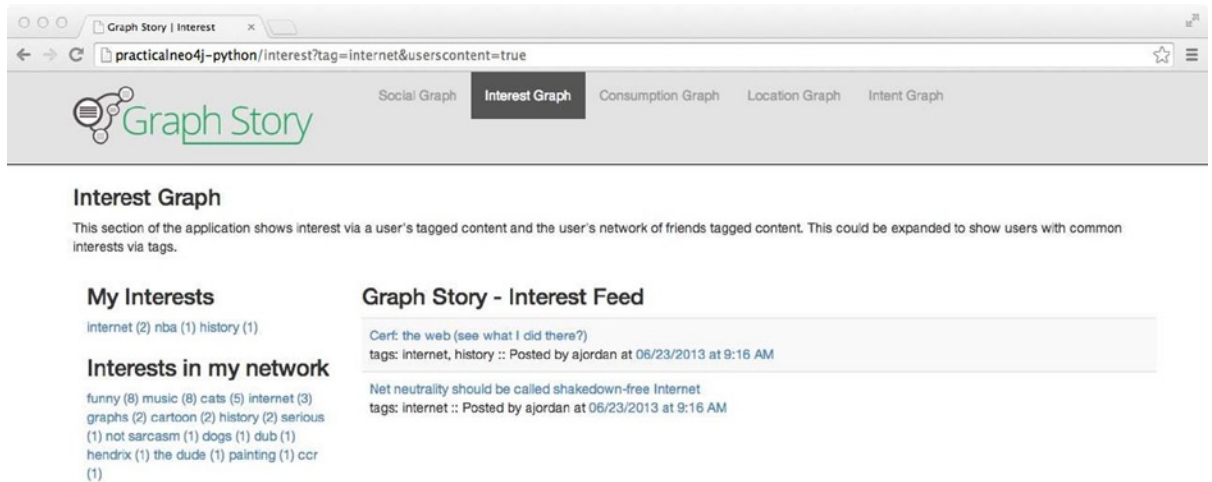 Graph Story | Interest
practicalneo4j-python/interest?tag=internet&userscontent=true
Graph Story
Social Graph Interest Graph Consumption Graph Location Graph Intent Graph
Interest Graph
This section of the application shows interest via a user's tagged content and the user's network of friends tagged content. This could be expanded to show users with common
interests via tags.
My Interests
internet (2) nba (1) history (1)
Interests in my network
funny (8) music (8) cats (5) internet (3)
graphs (2) cartoon (2) history (2) serious
(1) not sarcasm (1) dogs (1) dub (1)
hendrix (1) the dude (1) painting (1) ccr
(1)
Graph Story - Interest Feed
Cerf: the web (see what I did there?)
tags: internet, history :: Posted by ajordan at 06/23/2013 at 9:16 AM
Net neutrality should be called shakedown-free Internet
tags: internet :: Posted by ajordan at 06/23/2013 at 9:16 AM